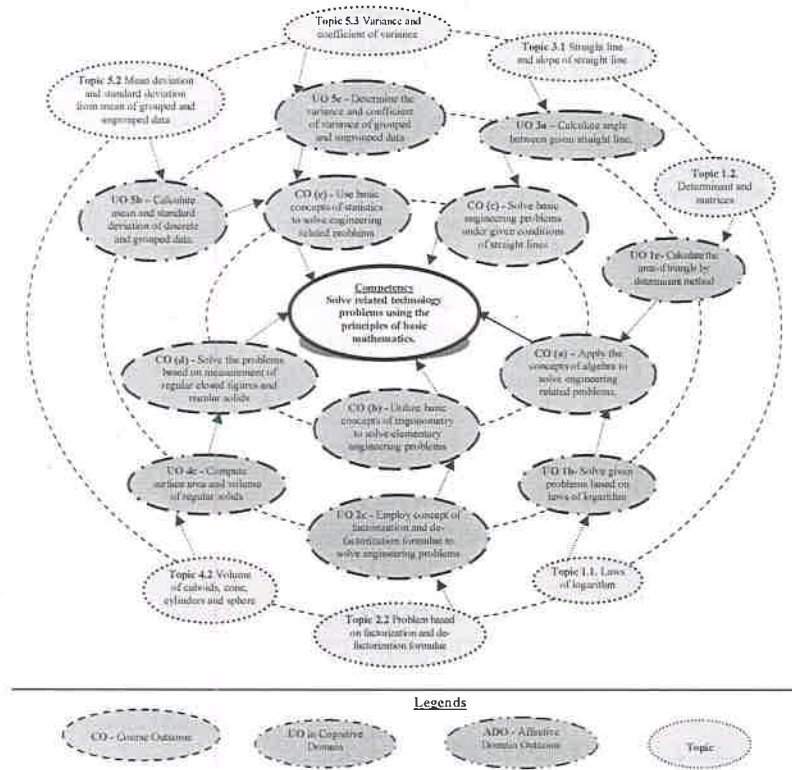 Topic 5.3 Variance and
coefficient of variance
Topic 3.1 Straight line
and slope of straight line
Topic 5.2 Mean deviation
and standard deviation
from mean of grouped and
ungrouped data
UO 5c - Determine the
variance and coefficient
of variance of grouped
and ungrouped data
UO 3a - Calculate angle
between given straight line.
Topic 1.2.
Determinant and
matrices
UO 5b - Calculate
mean and standard
deviation of discrete
and grouped data.
CO (e) - Use basic
concepts of statistics
to solve engineering
related problems
CO (c) - Solve basic
engineering problems
under given conditions
of straight lines
UO 1e- Calculate the
area of triangle by
determinant method
Competency
Solve related technology
problems using the
principles of basic
mathematics.
CO (d) - Solve the problems
based on measurement of
regular closed figures and
regular solids
CO (a) - Apply the
concepts of algebra to
solve engineering
related problems.
CO (b) - Utilize basic
concepts of trigonometry
to solve elementary
engineering problems
UO 4c - Compute
surface area and volume
of regular solids
UO 1b- Solve given
problems based on
laws of logarithm
UO 2c - Employ concept of
factorization and de-
factorization formulae to
solve engineering problems
Topic 4.2 Volume
of cuboids, cone,
cylinders and sphere
Topic 1.1. Laws
of logarithm
Topic 2.2 Problem based
on factorization and de-
factorization formulae
Legends
CO - Course Outcome
UO in Cognitive
Domain
ADO - Affective
Domain Outcome
Topic